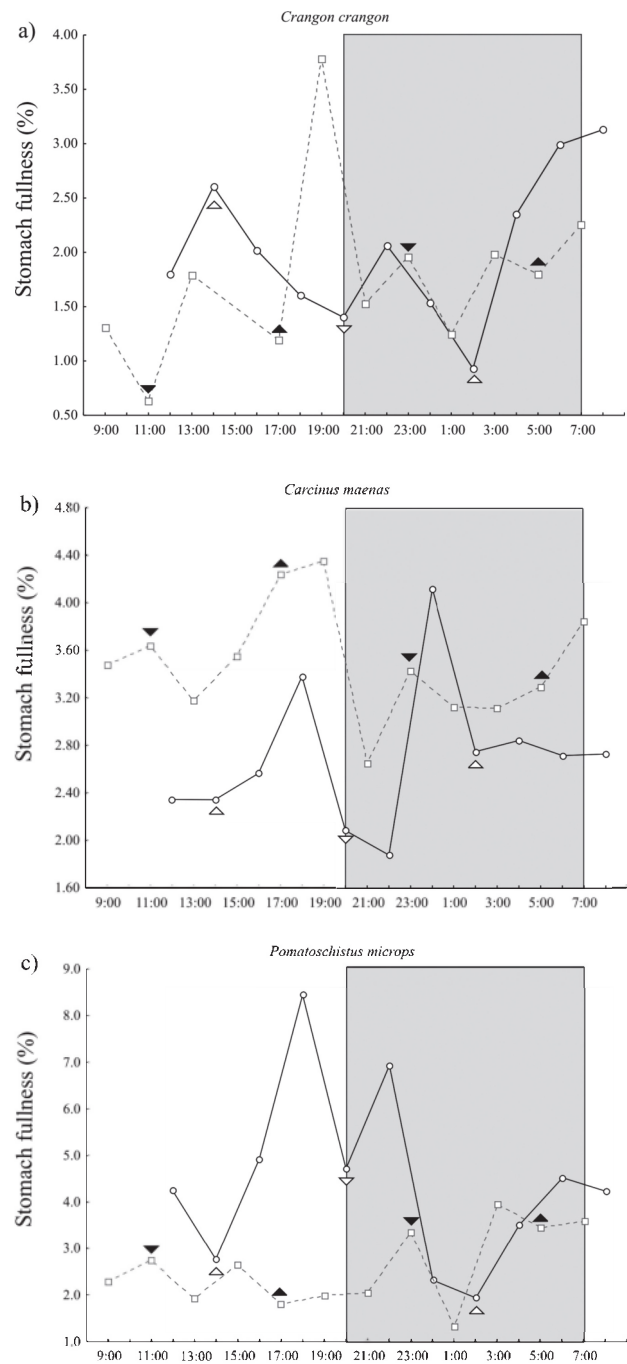 a)
Crangon crangon
Stomach fullness (%)
4.00
3.50
3.00
2.50
2.00
1.50
1.00
0.50
9:00 11:00 13:00 15:00 17:00 19:00 21:00 23:00 1:00 3:00 5:00 7:00
b)
Carcinus maenas
Stomach fullness (%)
4.80
4.40
4.00
3.60
3.20
2.80
2.40
2.00
1.60
9:00 11:00 13:00 15:00 17:00 19:00 21:00 23:00 1:00 3:00 5:00 7:00
c)
Pomatoschistus microps
Stomach fullness (%)
9.0
8.0
7.0
6.0
5.0
4.0
3.0
2.0
1.0
9:00 11:00 13:00 15:00 17:00 19:00 21:00 23:00 1:00 3:00 5:00 7:00